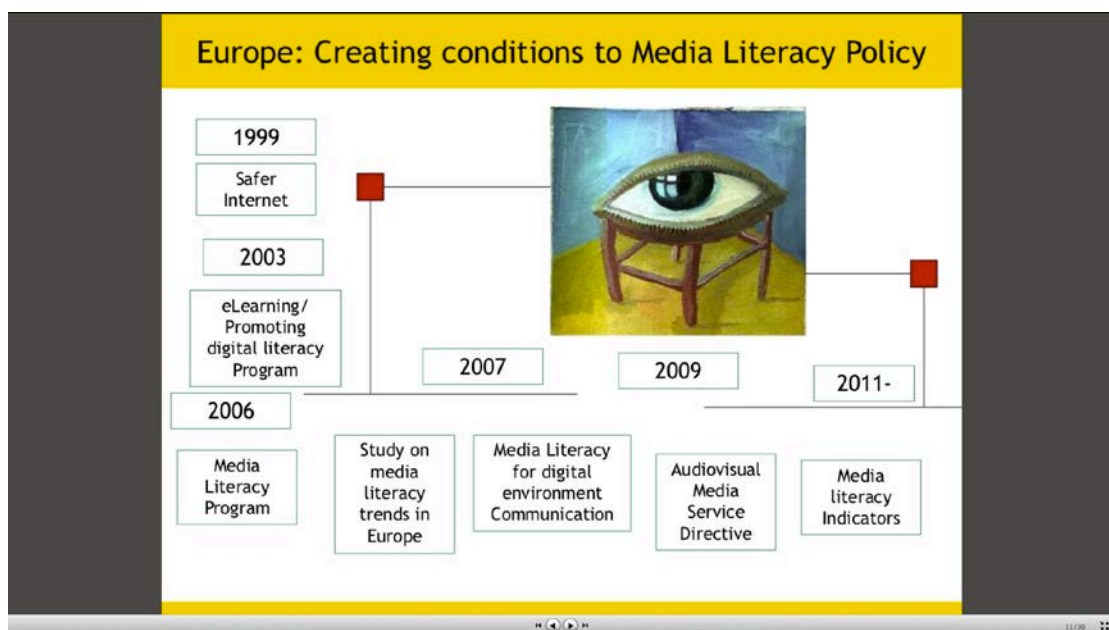 Europe: Creating conditions to Media Literacy Policy
1999
Safer
Internet
2003
eLearning/
Promoting
digital literacy
Program
2006
Media
Literacy
Program
2007
Study on
media
literacy
trends in
Europe
Media Literacy
for digital
environment
Communication
2009
Audiovisual
Media
Service
Directive
2011-
Media
literacy
Indicators
11/30